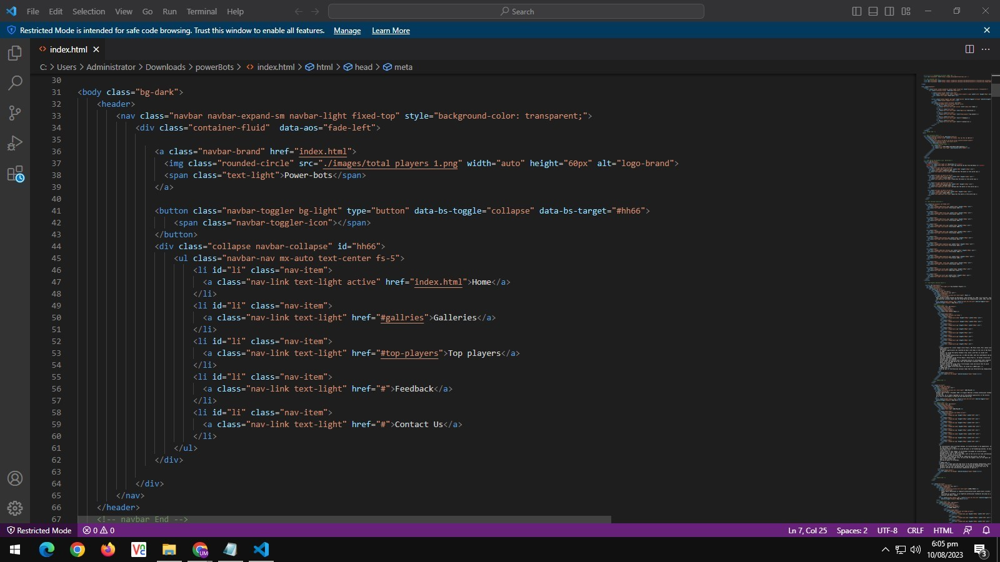 File Edit Selection View Go Run Terminal Help Search
Restricted Mode is intended for safe code browsing. Trust this window to enable all features. Manage Learn More
index.html
C: > Users > Administrator > Downloads > powerBots > index.html > html > head > meta
30
31 <body class="bg-dark">
32 <header>
33 <nav class="navbar navbar-expand-sm navbar-light fixed-top" style="background-color: transparent;">
34 <div class="container-fluid"  data-aos="fade-left">
35
36 <a class="navbar-brand" href="index.html">
37 <img class="rounded-circle" src="./images/total players 1.png" width="auto" height="60px" alt="logo-brand">
38 <span class="text-light">Power-bots</span>
39 </a>
40
41 <button class="navbar-toggler bg-light" type="button" data-bs-toggle="collapse" data-bs-target="#hh66">
42 <span class="navbar-toggler-icon"></span>
43 </button>
44 <div class="collapse navbar-collapse" id="hh66">
45 <ul class="navbar-nav mx-auto text-center fs-5">
46 <li id="li" class="nav-item">
47 <a class="nav-link text-light active" href="index.html">Home</a>
48 </li>
49 <li id="li" class="nav-item">
50 <a class="nav-link text-light" href="#gallries">Galleries</a>
51 </li>
52 <li id="li" class="nav-item">
53 <a class="nav-link text-light" href="#top-players">Top players</a>
54 </li>
55 <li id="li" class="nav-item">
56 <a class="nav-link text-light" href="#">Feedback</a>
57 </li>
58 <li id="li" class="nav-item">
59 <a class="nav-link text-light" href="#">Contact Us</a>
60 </li>
61 </ul>
62 </div>
63
64 </div>
65 </nav>
66 </header>
67 <!-- navbar End -->
Restricted Mode 0 0 Ln 7, Col 25 Spaces: 2 UTF-8 CRLF HTML
UM 6:05 pm
10/08/2023 3